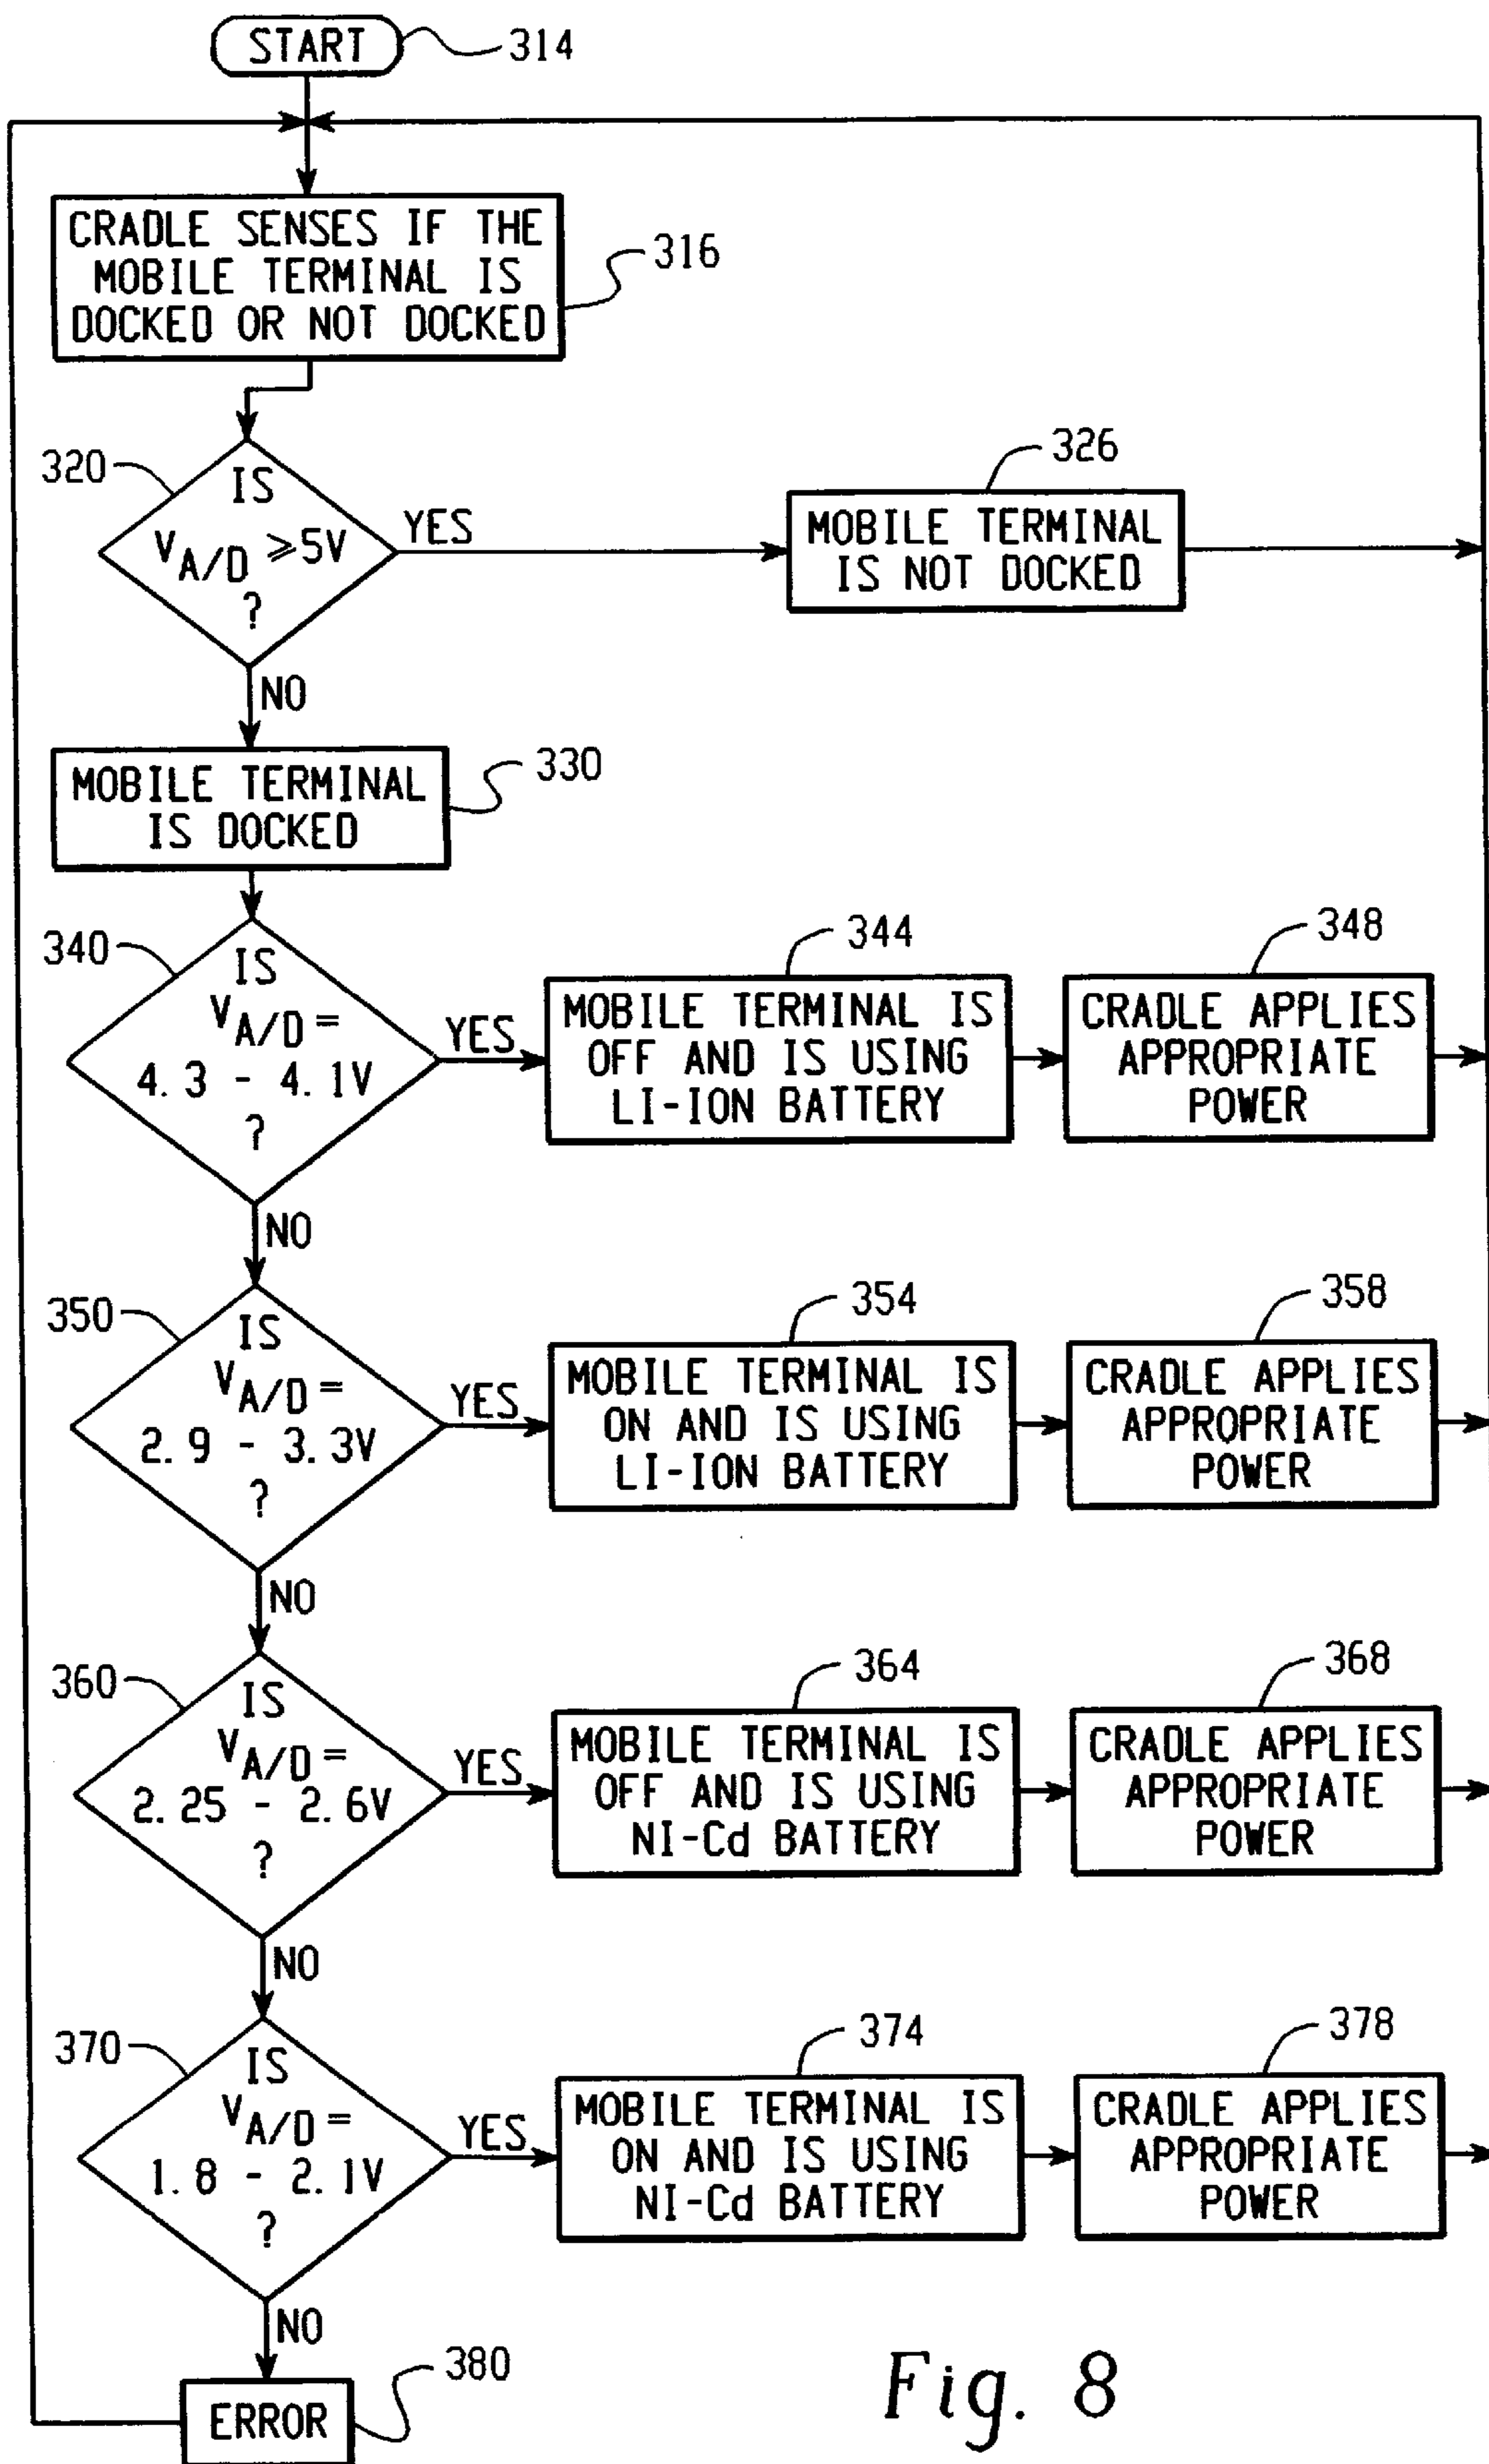 START
314
CRADLE SENSES IF THE
MOBILE TERMINAL IS
DOCKED OR NOT DOCKED
316
320
IS
VA/D ⩾5V
?
YES
326
MOBILE TERMINAL
IS NOT DOCKED
NO
MOBILE TERMINAL
IS DOCKED
330
340
IS
VA/D =
4.3 - 4.1V
?
YES
344
MOBILE TERMINAL IS
OFF AND IS USING
LI-ION BATTERY
348
CRADLE APPLIES
APPROPRIATE
POWER
NO
350
IS
VA/D =
2.9 - 3.3V
?
YES
354
MOBILE TERMINAL IS
ON AND IS USING
LI-ION BATTERY
358
CRADLE APPLIES
APPROPRIATE
POWER
NO
360
IS
VA/D =
2.25 - 2.6V
?
YES
364
MOBILE TERMINAL IS
OFF AND IS USING
NI-Cd BATTERY
368
CRADLE APPLIES
APPROPRIATE
POWER
NO
370
IS
VA/D =
1.8 - 2.1V
?
YES
374
MOBILE TERMINAL IS
ON AND IS USING
NI-Cd BATTERY
378
CRADLE APPLIES
APPROPRIATE
POWER
NO
ERROR
380
Fig. 8